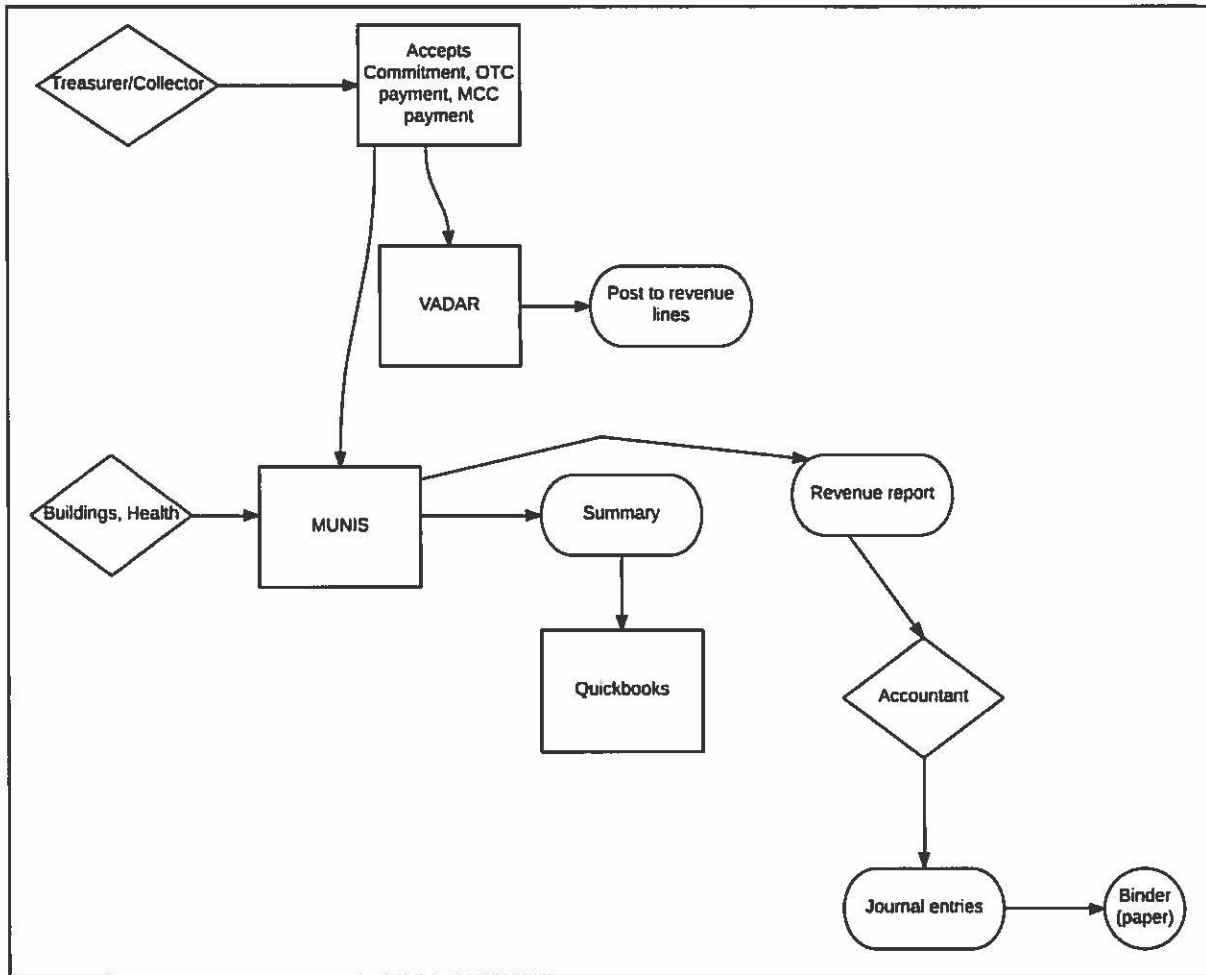 Treasurer/Collector
Accepts
Commitment, OTC
payment, MCC
payment
VADAR
Post to revenue
lines
Buildings, Health
MUNIS
Summary
Revenue report
Quickbooks
Accountant
Journal entries
Binder
(paper)